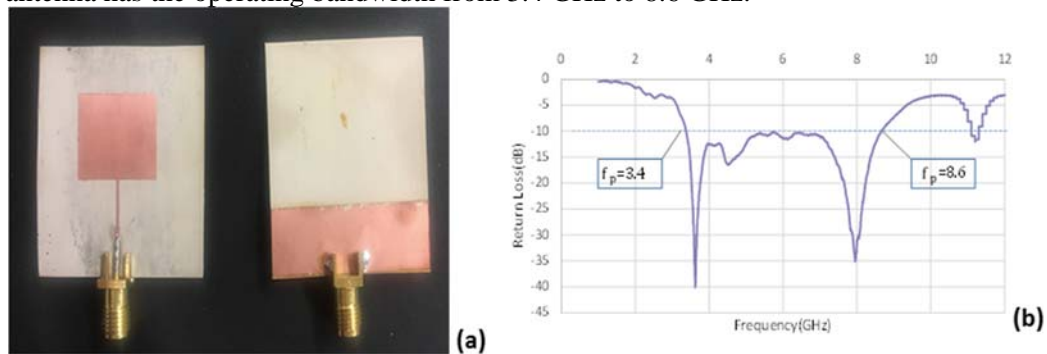 antenna has the operating bandwidth from 3.4 GHz to 8.6 GHz.
0 2 4 6 8 10 12
0
-5
-10
-15
-20
-25
-30
-35
-40
-45
Return Loss(dB)
f p=3.4
f p=8.6
Frequency(GHz)
(a)
(b)